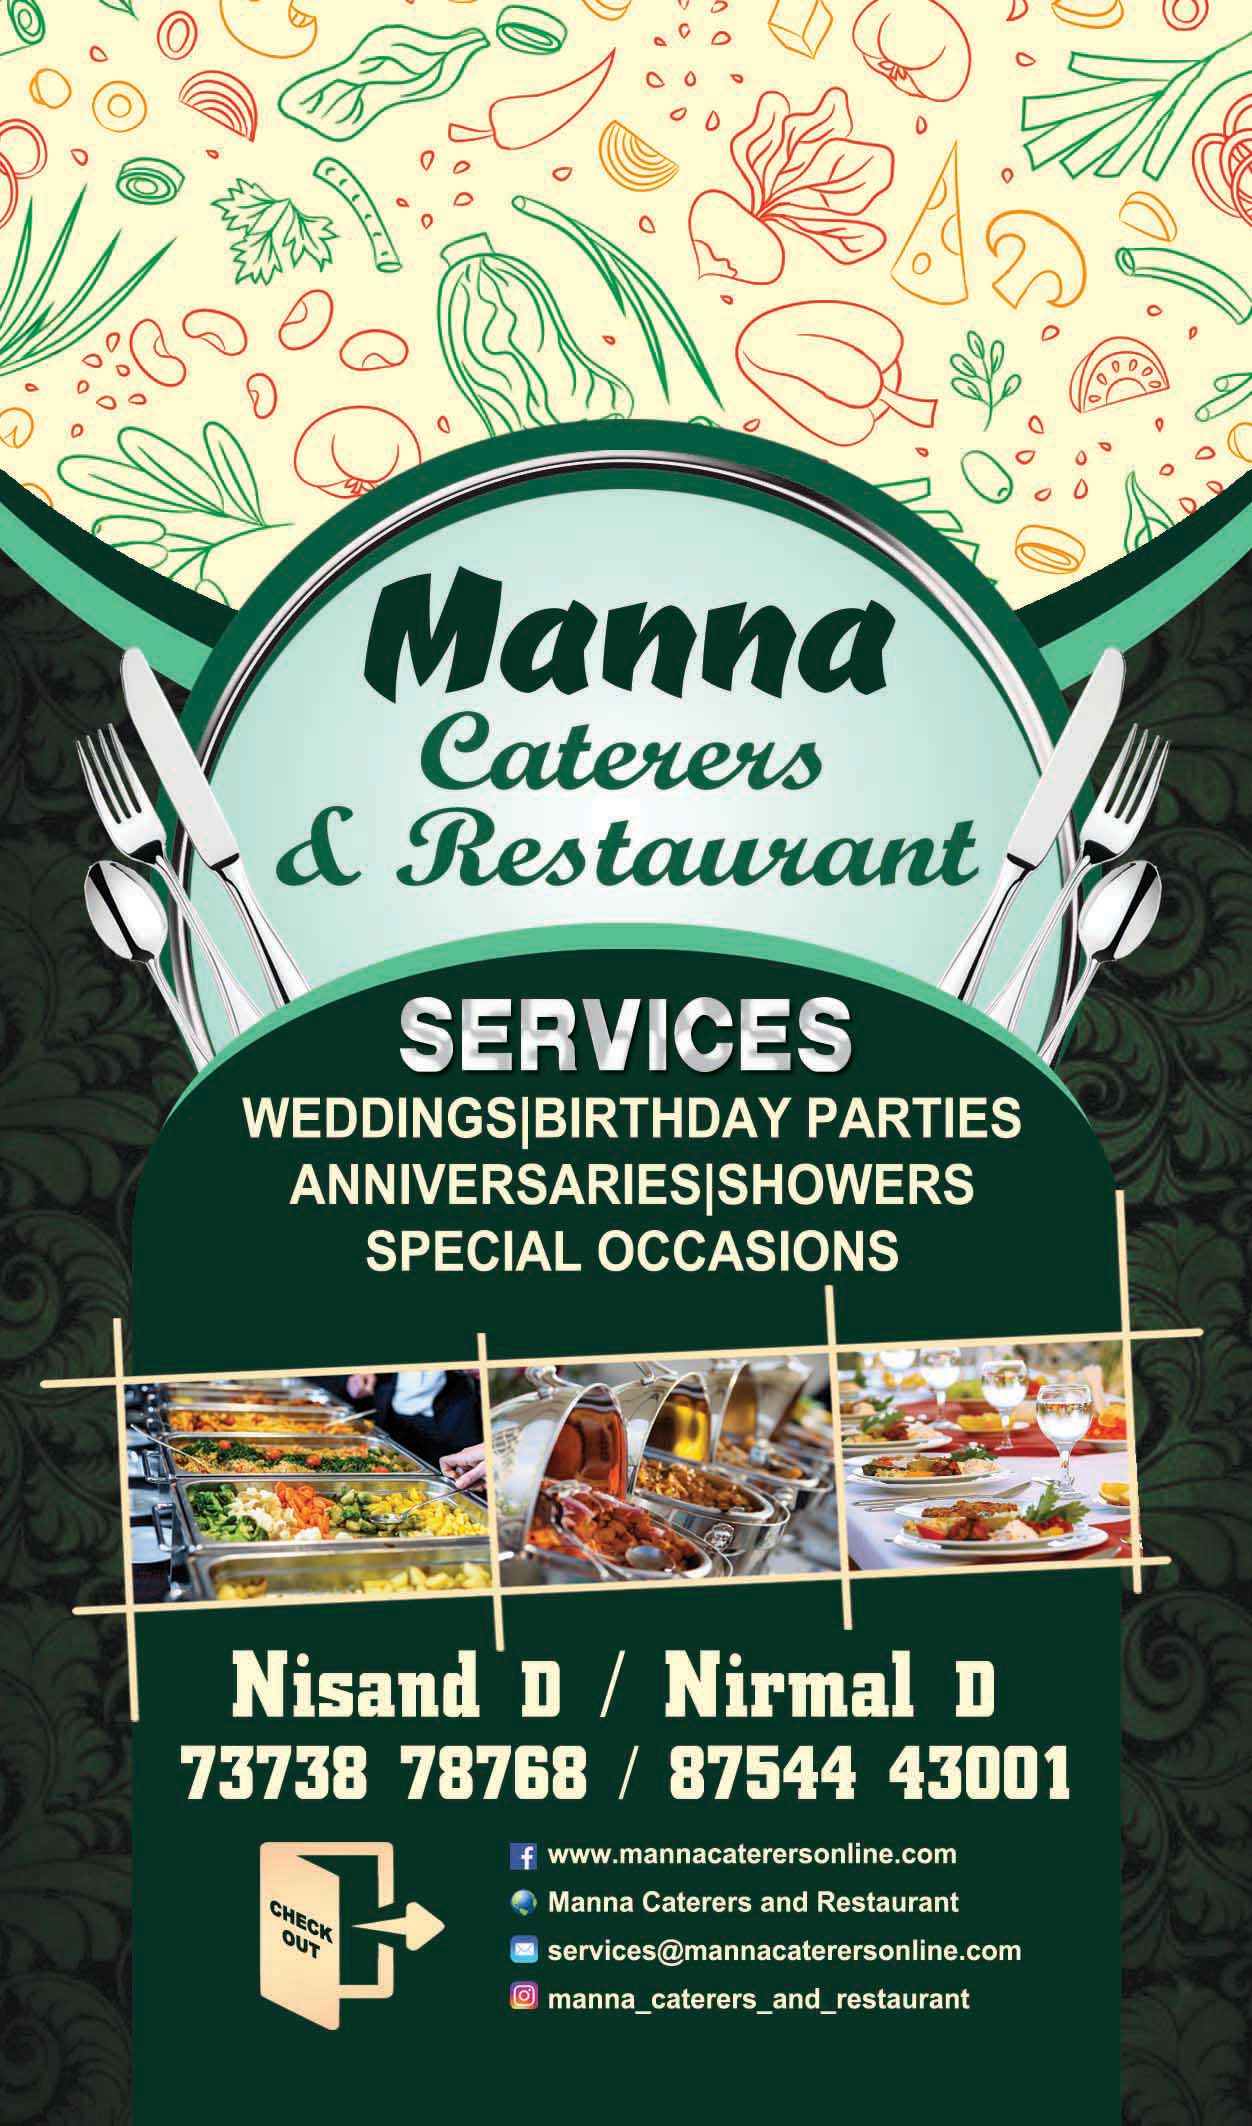 Manna
Caterers
& Restaurant
SERVICES
WEDDINGS|BIRTHDAY PARTIES
ANNIVERSARIES|SHOWERS
SPECIAL OCCASIONS
Nisand D / Nirmal D
73738 78768 / 87544 43001
CHECK
OUT
www.mannacaterersonline.com
Manna Caterers and Restaurant
services@mannacaterersonline.com
manna_caterers_and_restaurant